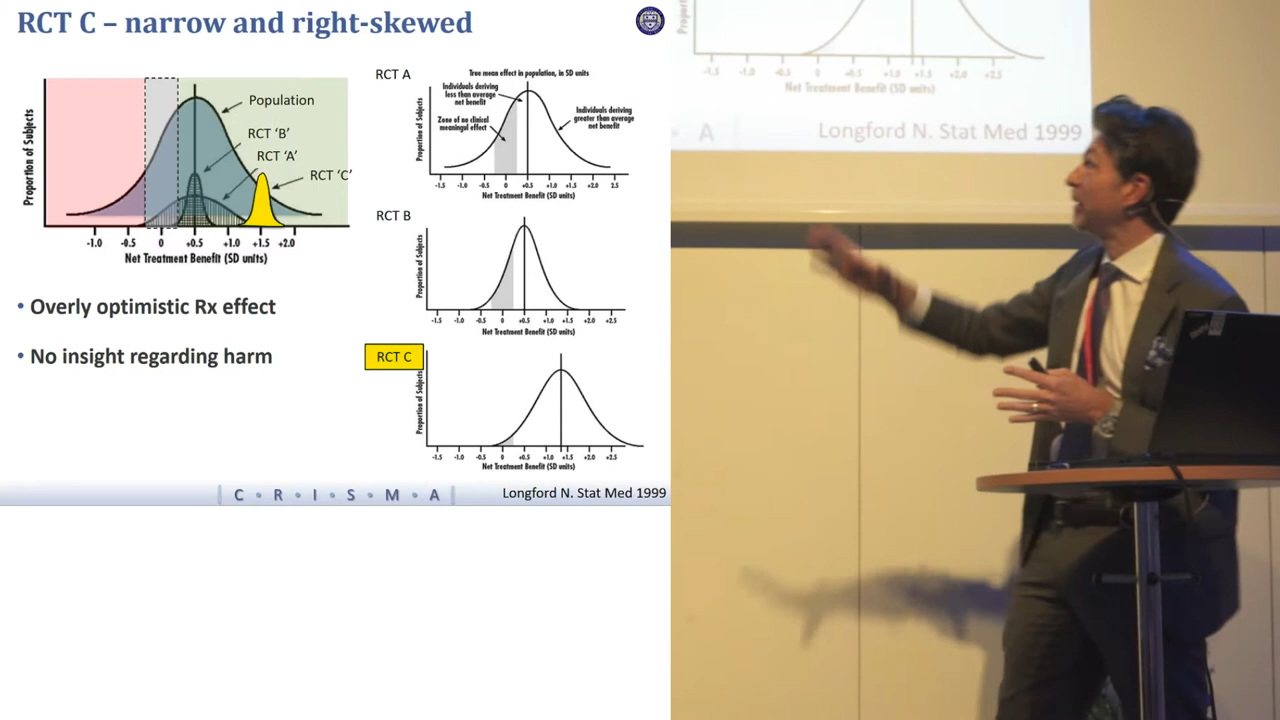 RCT C – narrow and right-skewed
Proportion of Subjects
Population
RCT ‘B’
RCT ‘A’
RCT ‘C’
-1.0 -0.5 0 +0.5 +1.0 +1.5 +2.0
Net Treatment Benefit (SD units)
• Overly optimistic Rx effect
• No insight regarding harm
RCT A
True mean effect in population, in SD units
Individuals deriving
less than average
net benefit
Zone of no clinical
meaningul effect
Individuals deriving
greater than average
net benefit
Proportion of Subjects
-1.5 -1.0 -0.5 0 +0.5 +1.0 +1.5 2.0 2.5
Net Treatment Benefit (SD units)
RCT B
Proportion of Subjects
-1.5 -1.0 -0.5 0 +0.5 +1.0 +1.5 +2.0 +2.5
Net Treatment Benefit (SD units)
RCT C
Proportion of Subjects
-1.5 -1.0 -0.5 0 +0.5 +1.0 +1.5 +2.0 2.5
Net Treatment Benefit (SD units)
C • R • I • S • M • A
Longford N. Stat Med 1999
-1.5 -1.0 -0.5 0 +0.5 +1.0 +1.5 +2.0 +2.5
Net Treatment Benefit (SD units)
A
Longford N. Stat Med 1999